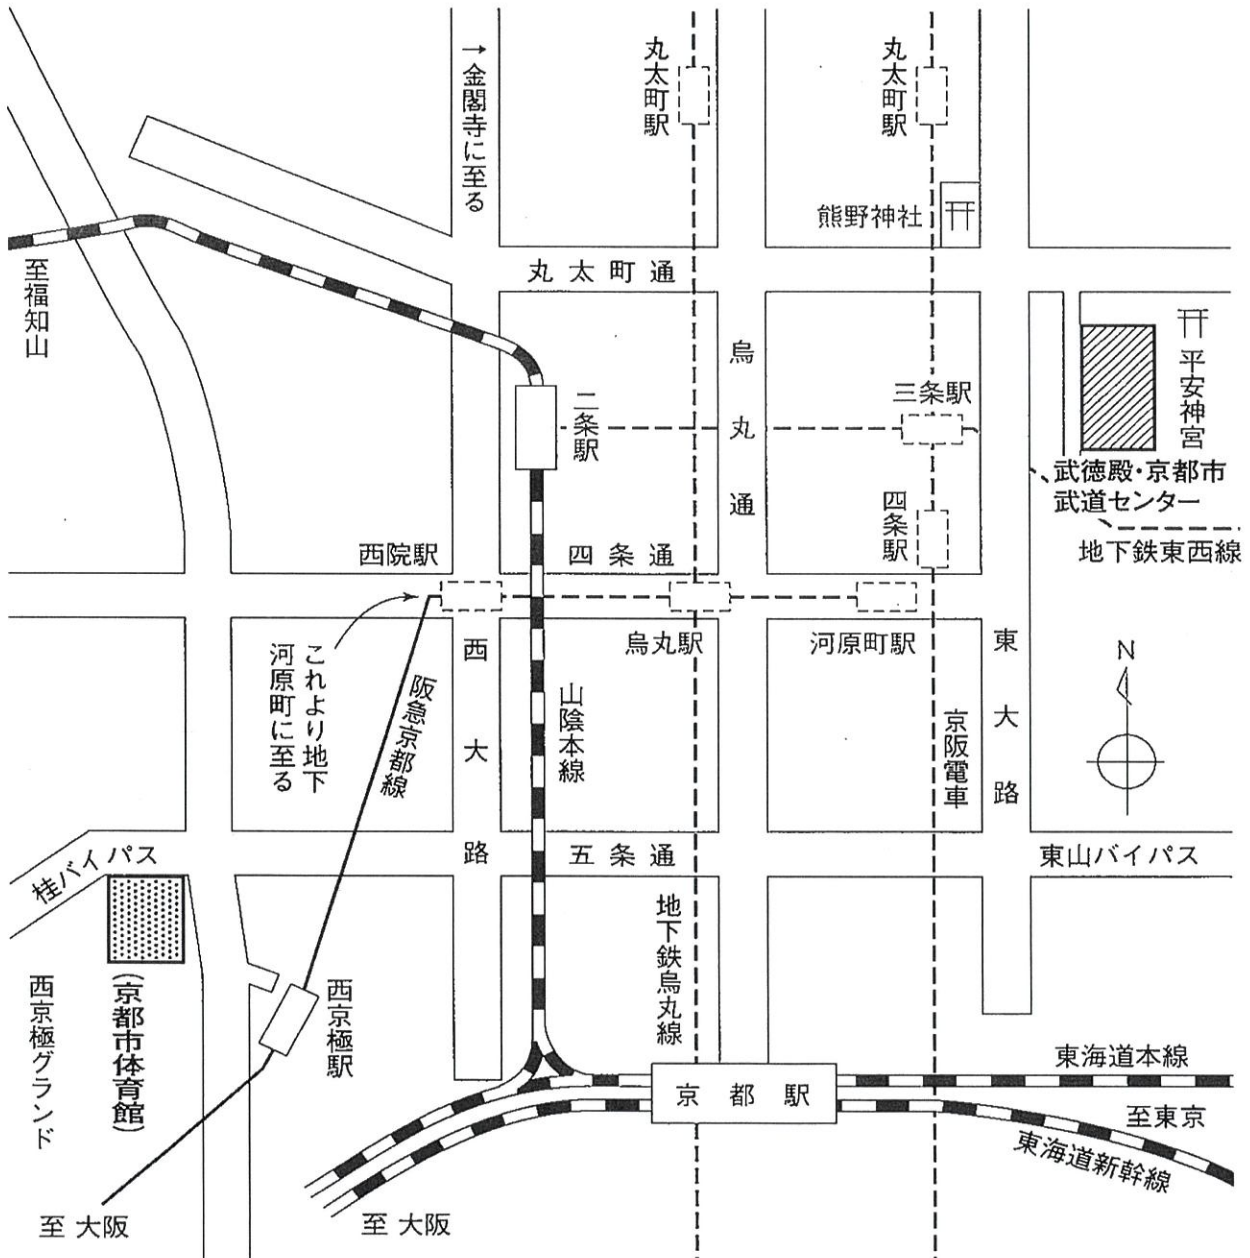 →金閣寺に至る
丸太町駅
丸太町駅
熊野神社
丸太町通
至福知山
烏丸通
三条駅
二条駅
平安神宮
武徳殿・京都市
武道センター
四条駅
地下鉄東西線
西院駅
四条通
烏丸駅
河原町駅
これより地下
河原町に至る
阪急京都線
西大路
山陰本線
京阪電車
東大路
N
桂バイパス
五条通
東山バイパス
地下鉄烏丸線
西京極グランド
(京都市体育館)
西京極駅
東海道本線
京都駅
至東京
東海道新幹線
至 大阪
至 大阪